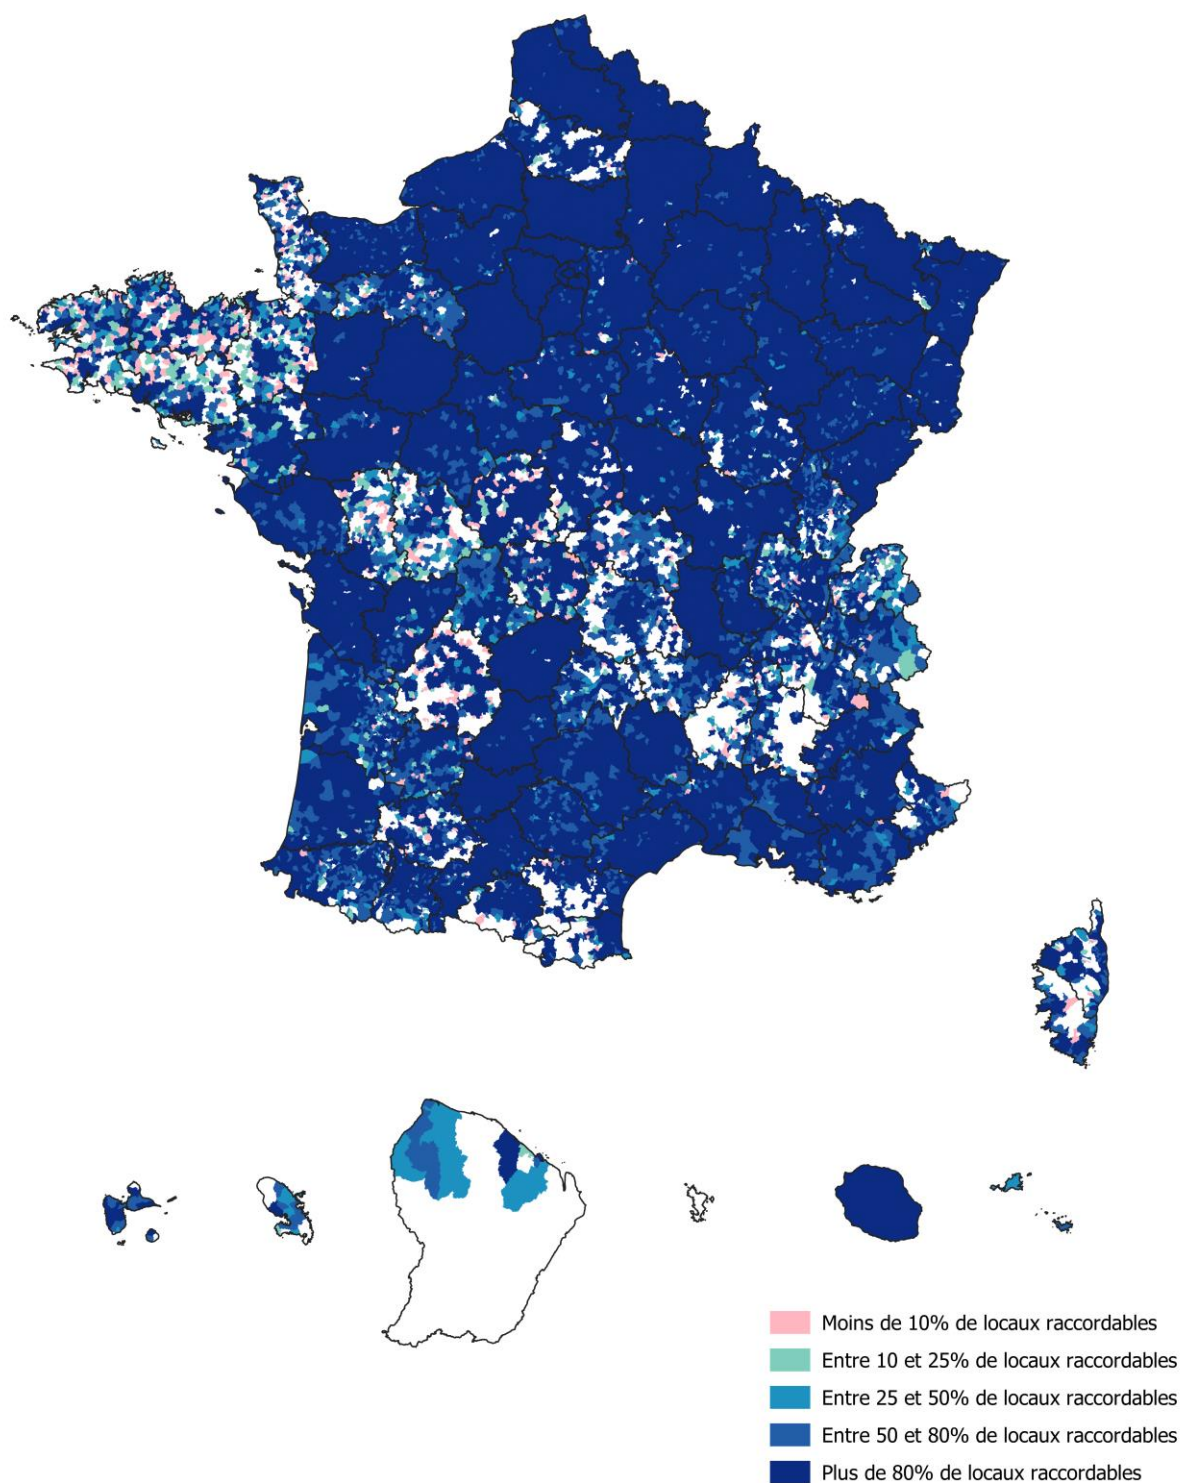 Moins de 10% de locaux raccordables
Entre 10 et 25% de locaux raccordables
Entre 25 et 50% de locaux raccordables
Entre 50 et 80% de locaux raccordables
Plus de 80% de locaux raccordables